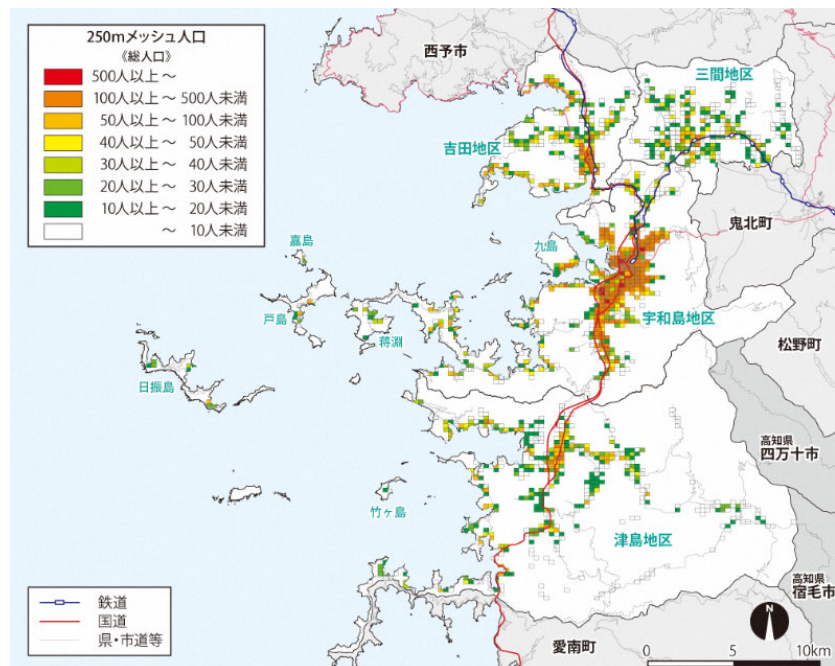 250mメッシュ人口
《総人口》
500人以上～
100人以上～ 500人未満
50人以上～ 100人未満
40人以上～ 50人未満
30人以上～ 40人未満
20人以上～ 30人未満
10人以上～ 20人未満
～ 10人未満
西予市
三間地区
吉田地区
鬼北町
嘉島
九島
戸島
蒋淵
宇和島地区
松野町
日振島
高知県
四万十市
竹ヶ島
津島地区
高知県
宿毛市
愛南町
鉄道
国道
県・市道等
N
0 5 10km